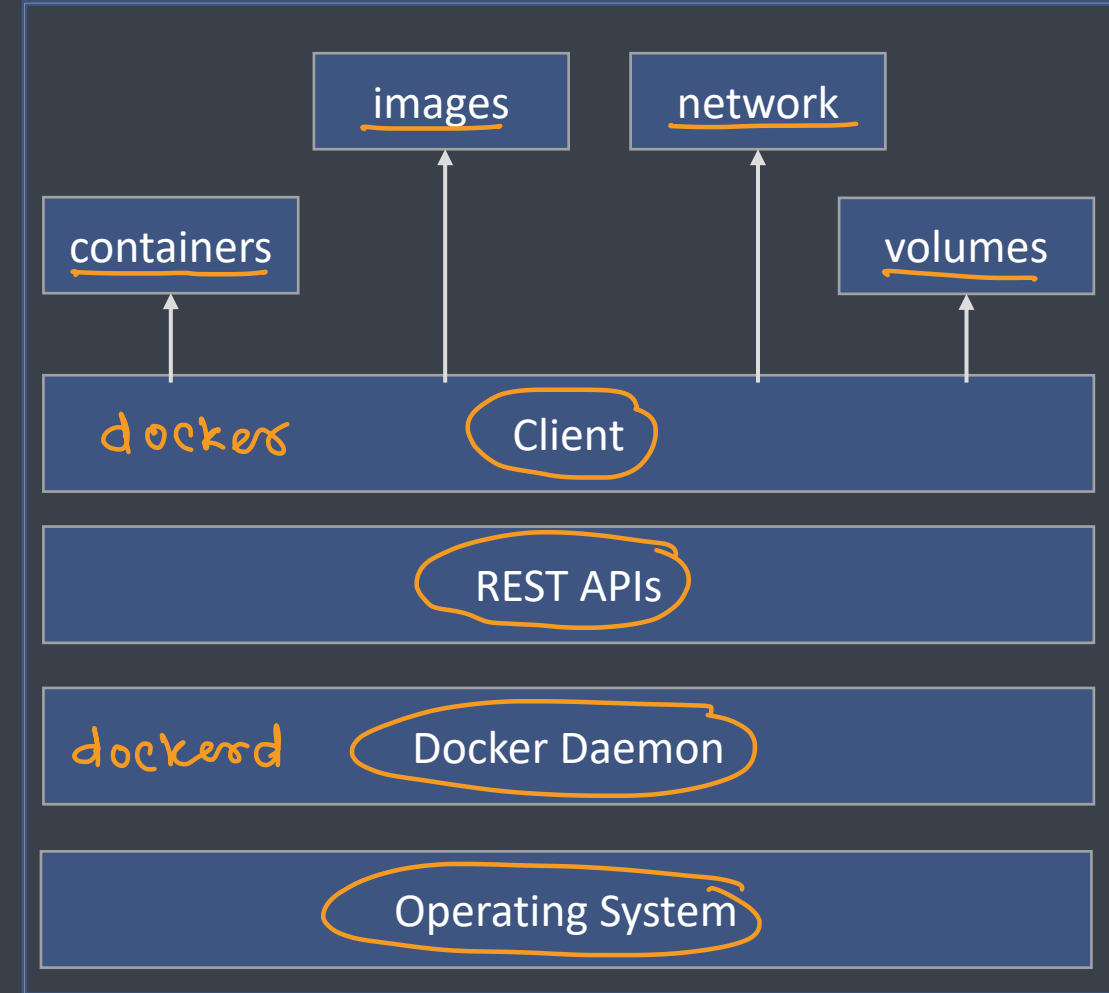 images
network
containers
volumes
docker
Client
REST APIs
dockerd
Docker Daemon
Operating System